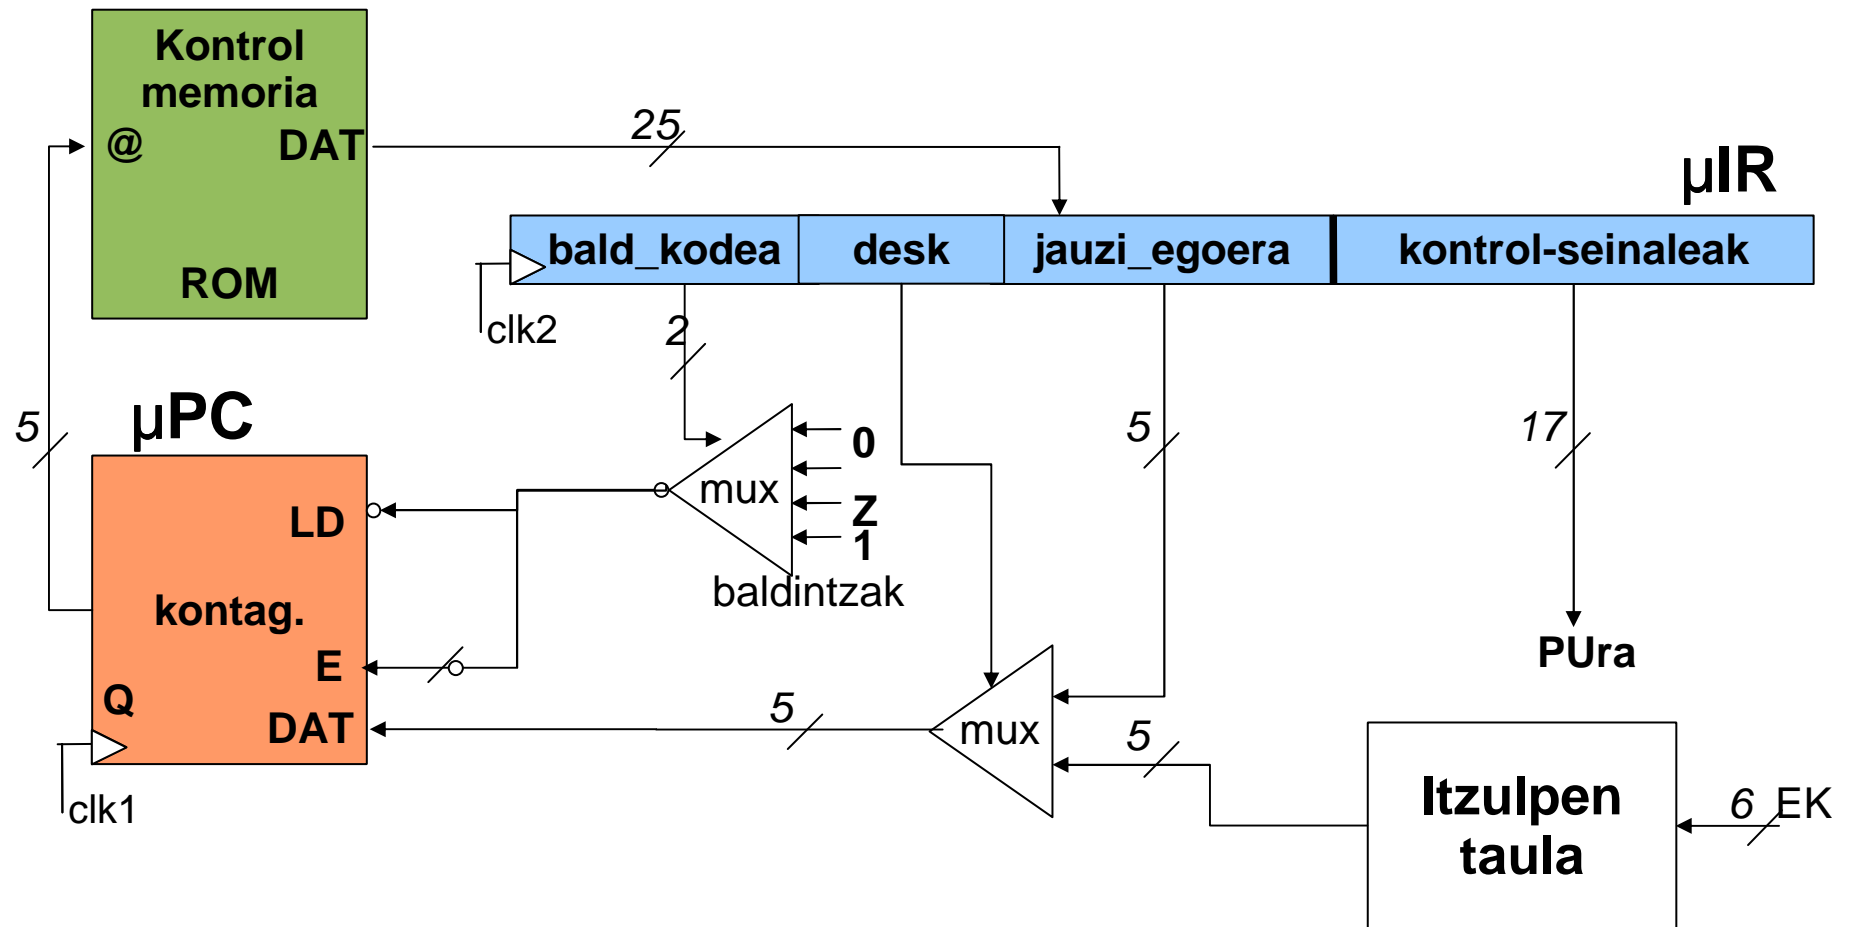 Kontrol
memoria
@ DAT
ROM
25
µIR
bald_kodea desk jauzi_egoera kontrol-seinaleak
clk2
2
5
µPC
5
17
0
mux
Z
1
LD
baldintzak
kontag.
E
PUra
Q
DAT
5
mux
5
clk1
Itzulpen
taula
6 EK